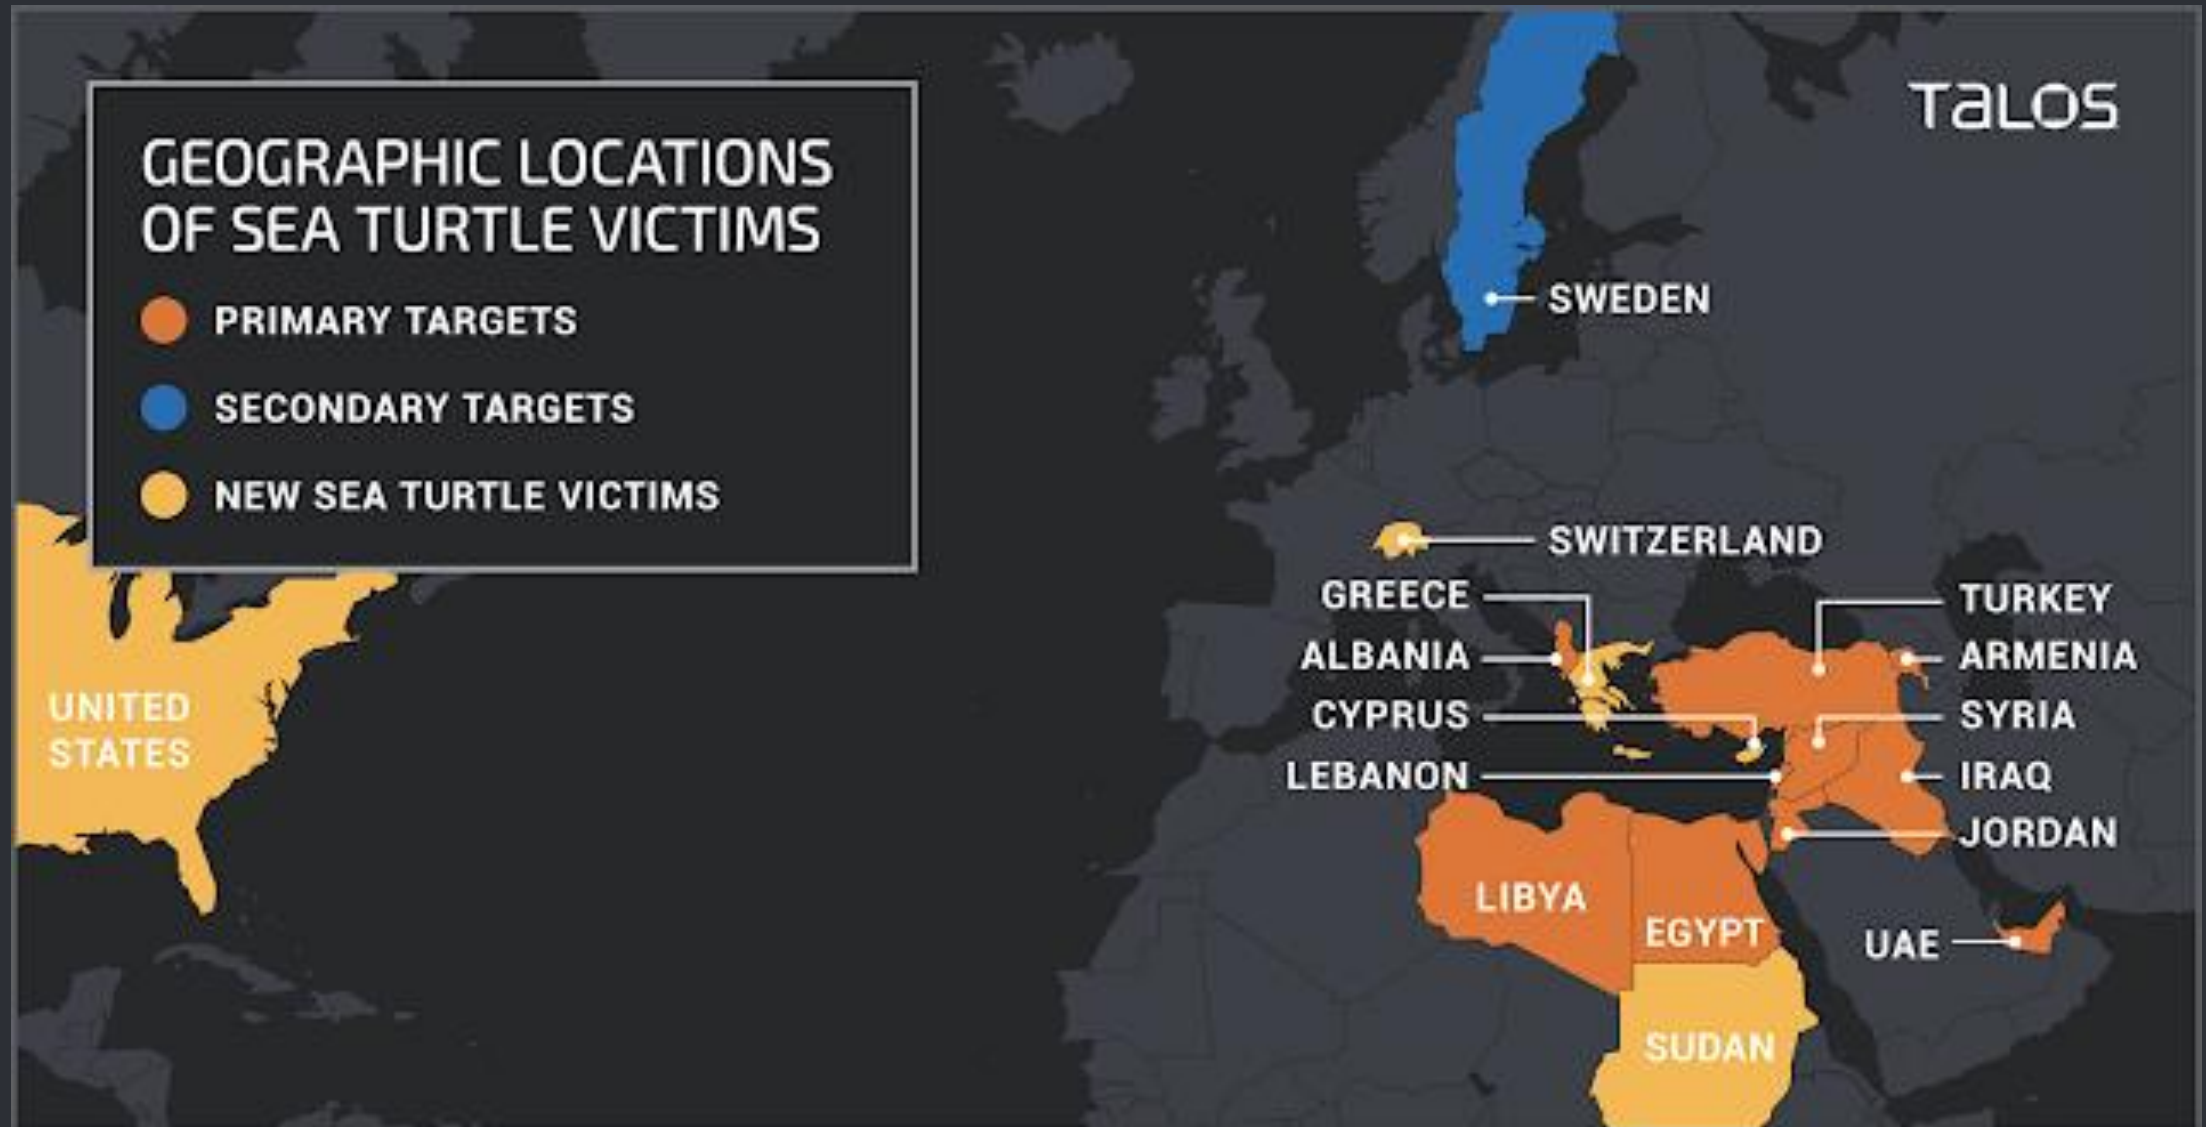 TALOS
GEOGRAPHIC LOCATIONS
OF SEA TURTLE VICTIMS
PRIMARY TARGETS
SECONDARY TARGETS
NEW SEA TURTLE VICTIMS
SWEDEN
SWITZERLAND
GREECE
TURKEY
ALBANIA
ARMENIA
CYPRUS
SYRIA
LEBANON
IRAQ
JORDAN
UNITED
STATES
LIBYA
EGYPT
UAE
SUDAN